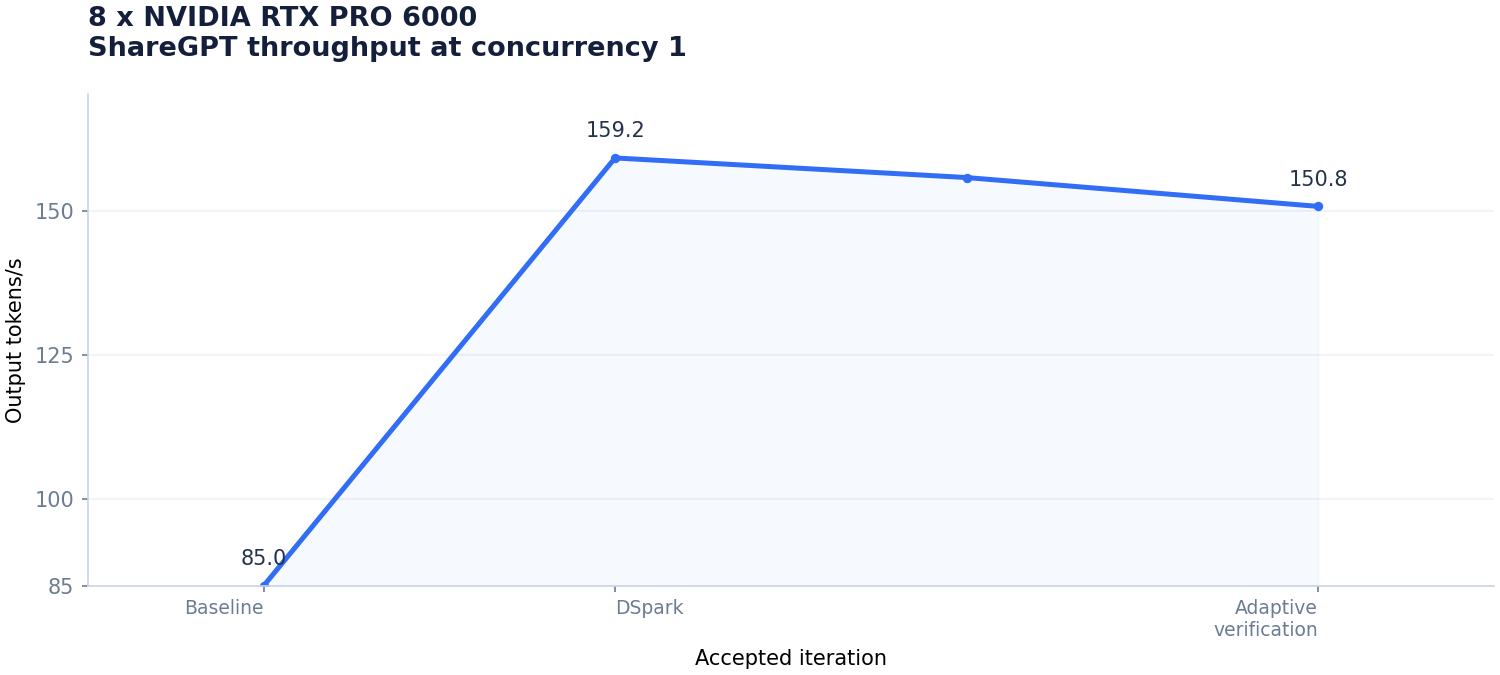 8 x NVIDIA RTX PRO 6000
ShareGPT throughput at concurrency 1
159.2
150.8
150
125
100
85.0
85
Output tokens/s
Baseline
DSpark
Adaptive
verification
Accepted iteration